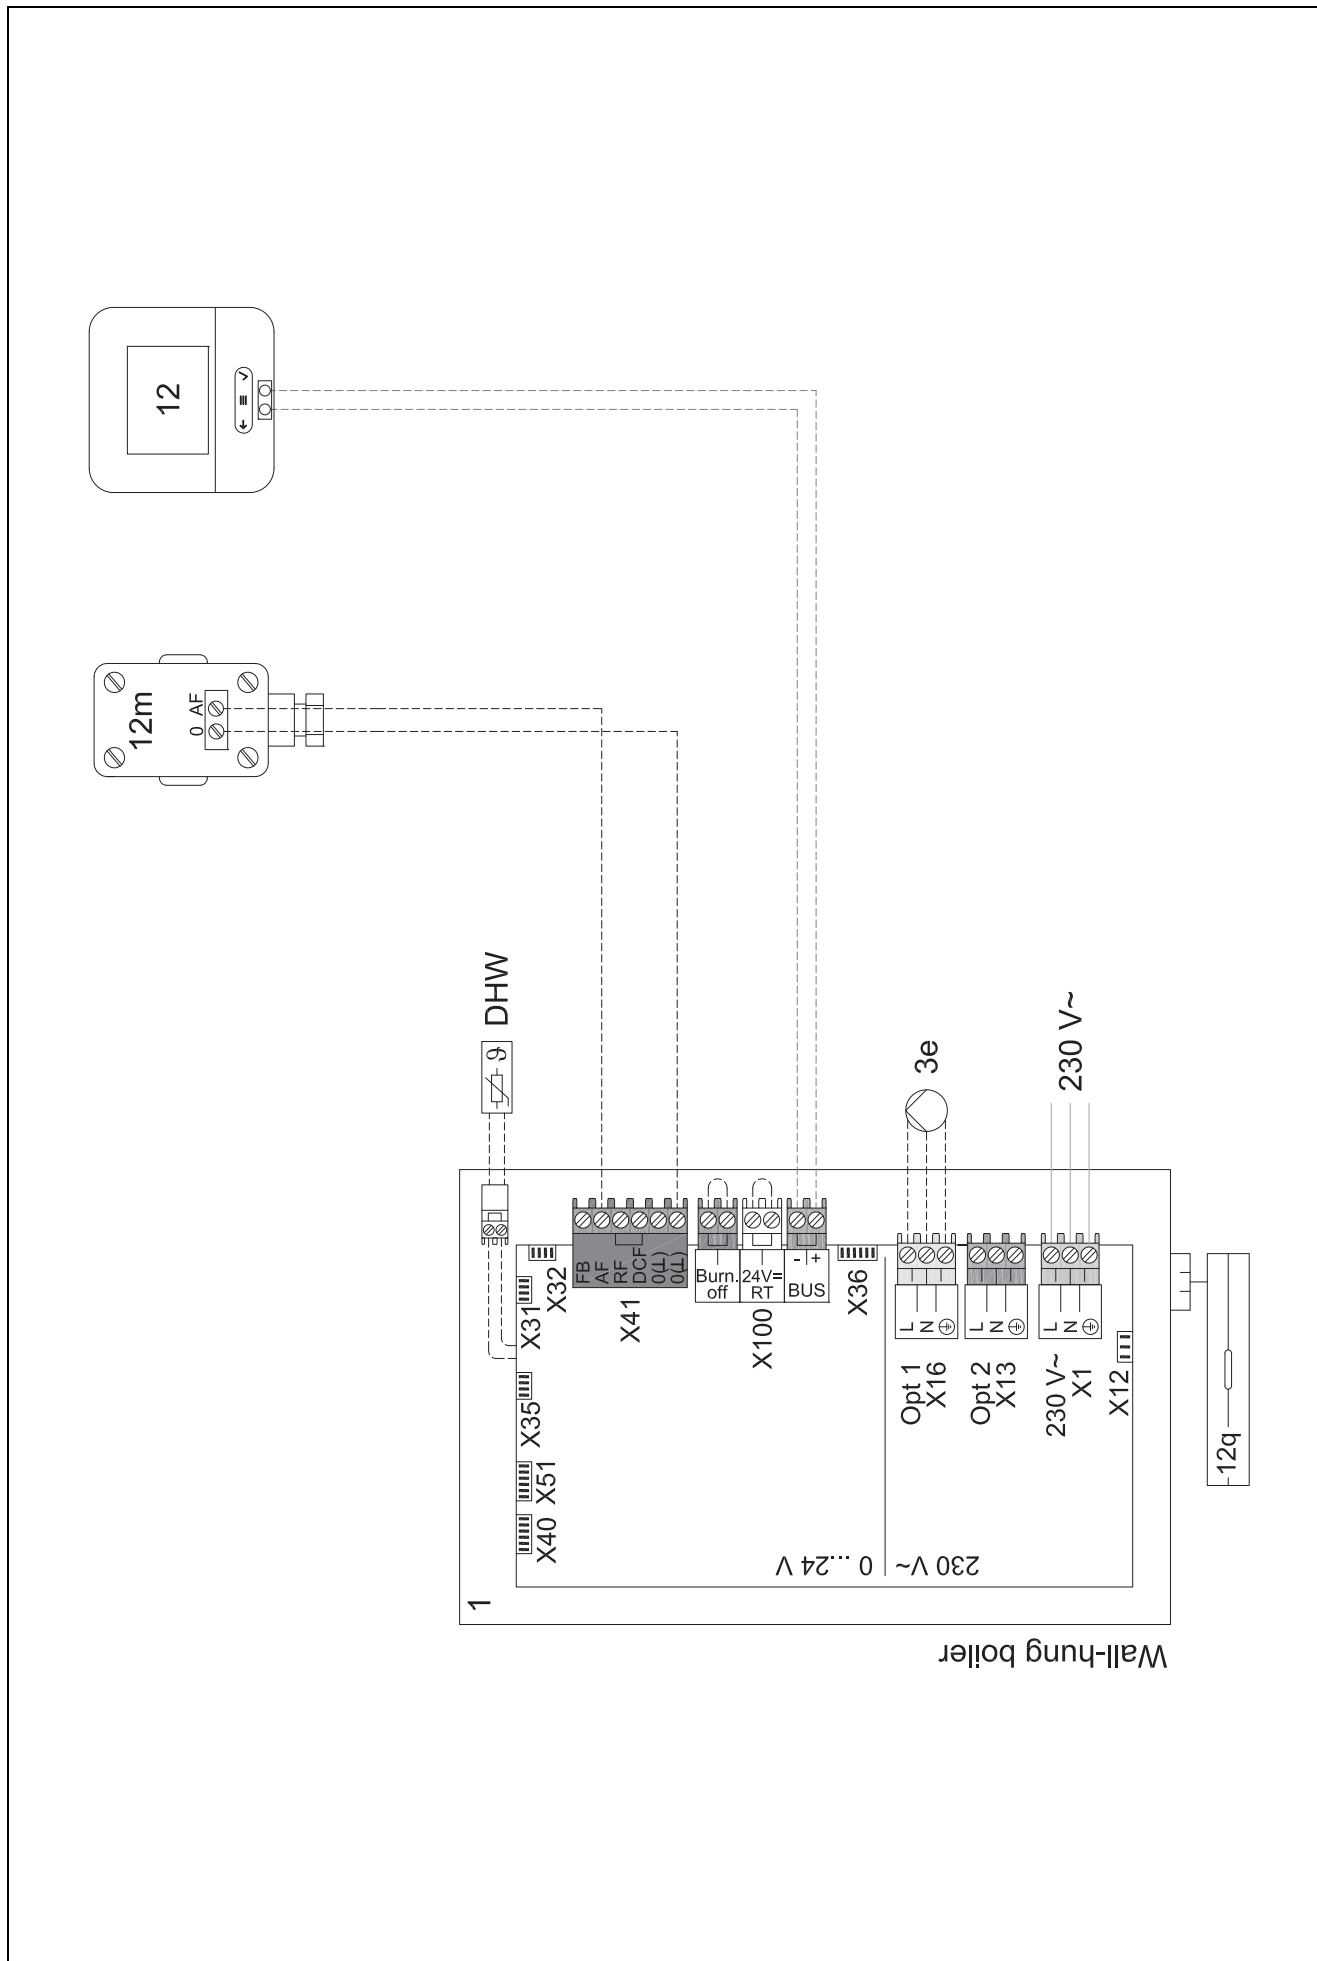 12
12m
0 AF
DHW
ϑ
3e
230 V~
X32
X31
X35
X51
X40
FB
AF
RF
DCF
0(⊥)
0(⊥)
X41
Burn.
off
24V=
RT
X100
- +
BUS
X36
L
N
Opt 1
X16
L
N
Opt 2
X13
L
N
230 V~
X1
X12
12q
230 V~ | 0 ...24 V
1
Wall-hung boiler